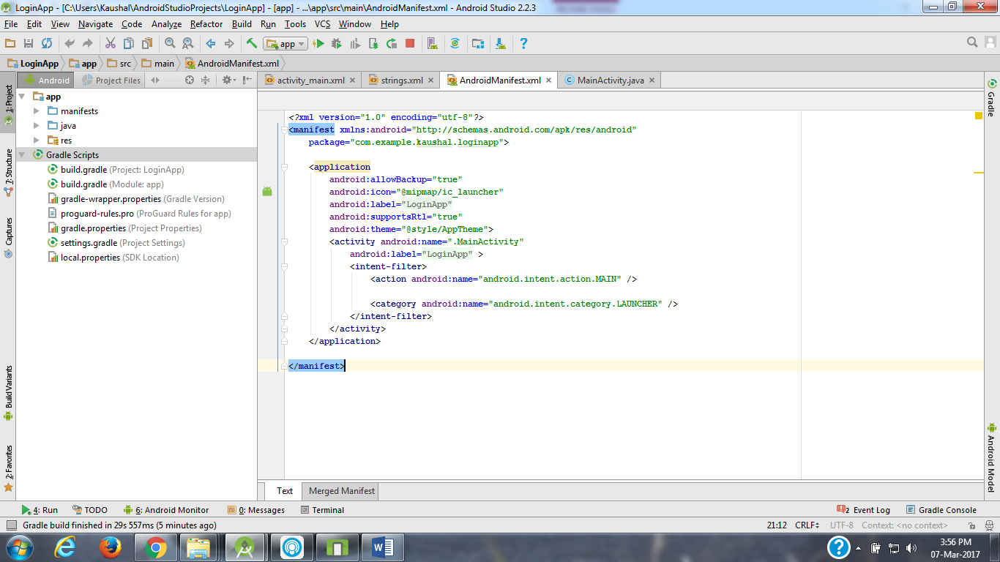 LoginApp - [C:\Users\Kaushal\AndroidStudioProjects\LoginApp] - [app] - ...\app\src\main\AndroidManifest.xml - Android Studio 2.2.3
File Edit View Navigate Code Analyze Refactor Build Run Tools VCS Window Help
app
LoginApp app src main AndroidManifest.xml
Android Project Files
activity_main.xml strings.xml AndroidManifest.xml MainActivity.java
1: Project
7: Structure
Captures
Build Variants
2: Favorites
app
manifests
java
res
Gradle Scripts
build.gradle (Project: LoginApp)
build.gradle (Module: app)
gradle-wrapper.properties (Gradle Version)
proguard-rules.pro (ProGuard Rules for app)
gradle.properties (Project Properties)
settings.gradle (Project Settings)
local.properties (SDK Location)
<?xml version="1.0" encoding="utf-8"?>
<manifest xmlns:android="http://schemas.android.com/apk/res/android"
package="com.example.kaushal.loginapp">
<application
android:allowBackup="true"
android:icon="@mipmap/ic_launcher"
android:label="LoginApp"
android:supportsRtl="true"
android:theme="@style/AppTheme">
<activity android:name=".MainActivity"
android:label="LoginApp" >
<intent-filter>
<action android:name="android.intent.action.MAIN" />
<category android:name="android.intent.category.LAUNCHER" />
</intent-filter>
</activity>
</application>
</manifest>
Gradle
Android Model
Text Merged Manifest
4: Run TODO 6: Android Monitor 0: Messages Terminal 2 Event Log Gradle Console
Gradle build finished in 29s 557ms (5 minutes ago) 21:12 CRLF UTF-8 Context: <no context>
3:56 PM
07-Mar-2017